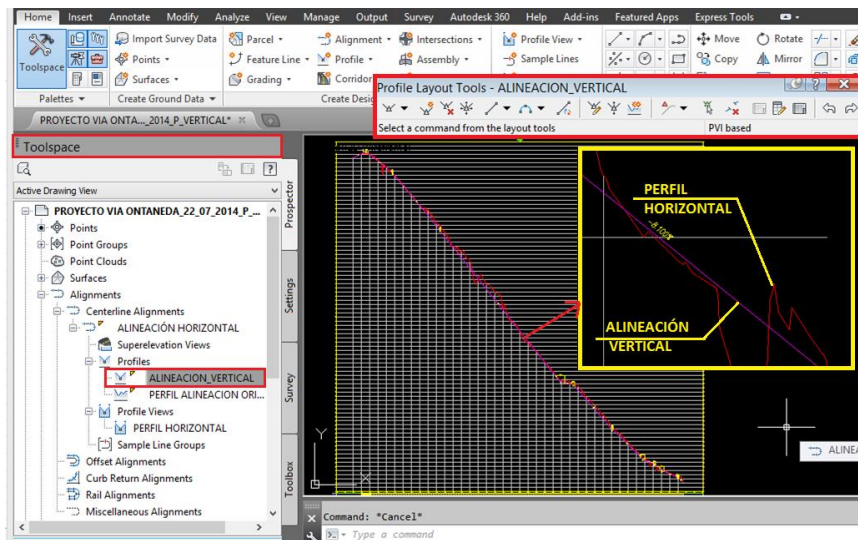 Home Insert Annotate Modify Analyze View Manage Output Survey Autodesk 360 Help Add-ins Featured Apps Express Tools
Import Survey Data Parcel Alignment Intersections Profile View Move Rotate
Toolspace Points Feature Line Profile Assembly Sample Lines Copy Mirror
Surfaces Grading Corridor
Palettes Create Ground Data Create Desig
Profile Layout Tools - ALINEACION_VERTICAL
Select a command from the layout tools PVI based
PROYECTO VIA ONTA..._2014_P_VERTICAL*
Toolspace
Active Drawing View
PROYECTO VIA ONTANEDA_22_07_2014_P_...
Points
Point Groups
Point Clouds
Surfaces
Alignments
Centerline Alignments
ALINEACIÓN HORIZONTAL
Superelevation Views
Profiles
ALINEACION_VERTICAL
PERFIL ALINEACION ORI...
Profile Views
PERFIL HORIZONTAL
Sample Line Groups
Offset Alignments
Curb Return Alignments
Rail Alignments
Miscellaneous Alignments
Prospector
Settings
Survey
Toolbox
PERFIL
HORIZONTAL
ALINEACIÓN
VERTICAL
Y
X
ALINEA
Command: *Cancel*
Type a command